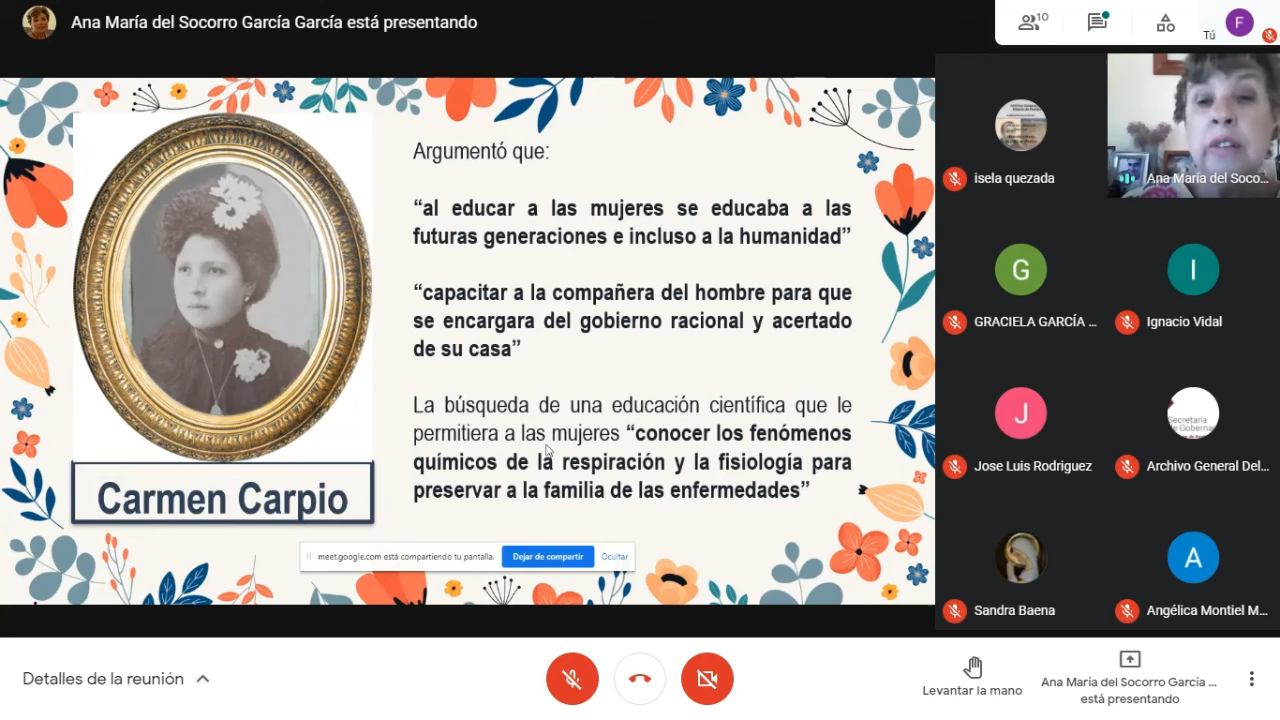 Ana María del Socorro García García está presentando
10
Tú
F
Argumentó que:
“al educar a las mujeres se educaba a las
futuras generaciones e incluso a la humanidad”
“capacitar a la compañera del hombre para que
se encargara del gobierno racional y acertado
de su casa”
La búsqueda de una educación científica que le
permitiera a las mujeres “conocer los fenómenos
químicos de la respiración y la fisiología para
preservar a la familia de las enfermedades”
Carmen Carpio
meet.google.com está compartiendo tu pantalla.
Dejar de compartir
Ocultar
isela quezada
Ana María del Soco...
G
GRACIELA GARCÍA ...
I
Ignacio Vidal
J
Jose Luis Rodriguez
Secretaría
de Goberna
Archivo General Del...
Sandra Baena
A
Angélica Montiel M...
Detalles de la reunión
Levantar la mano
Ana María del Socorro García ...
está presentando